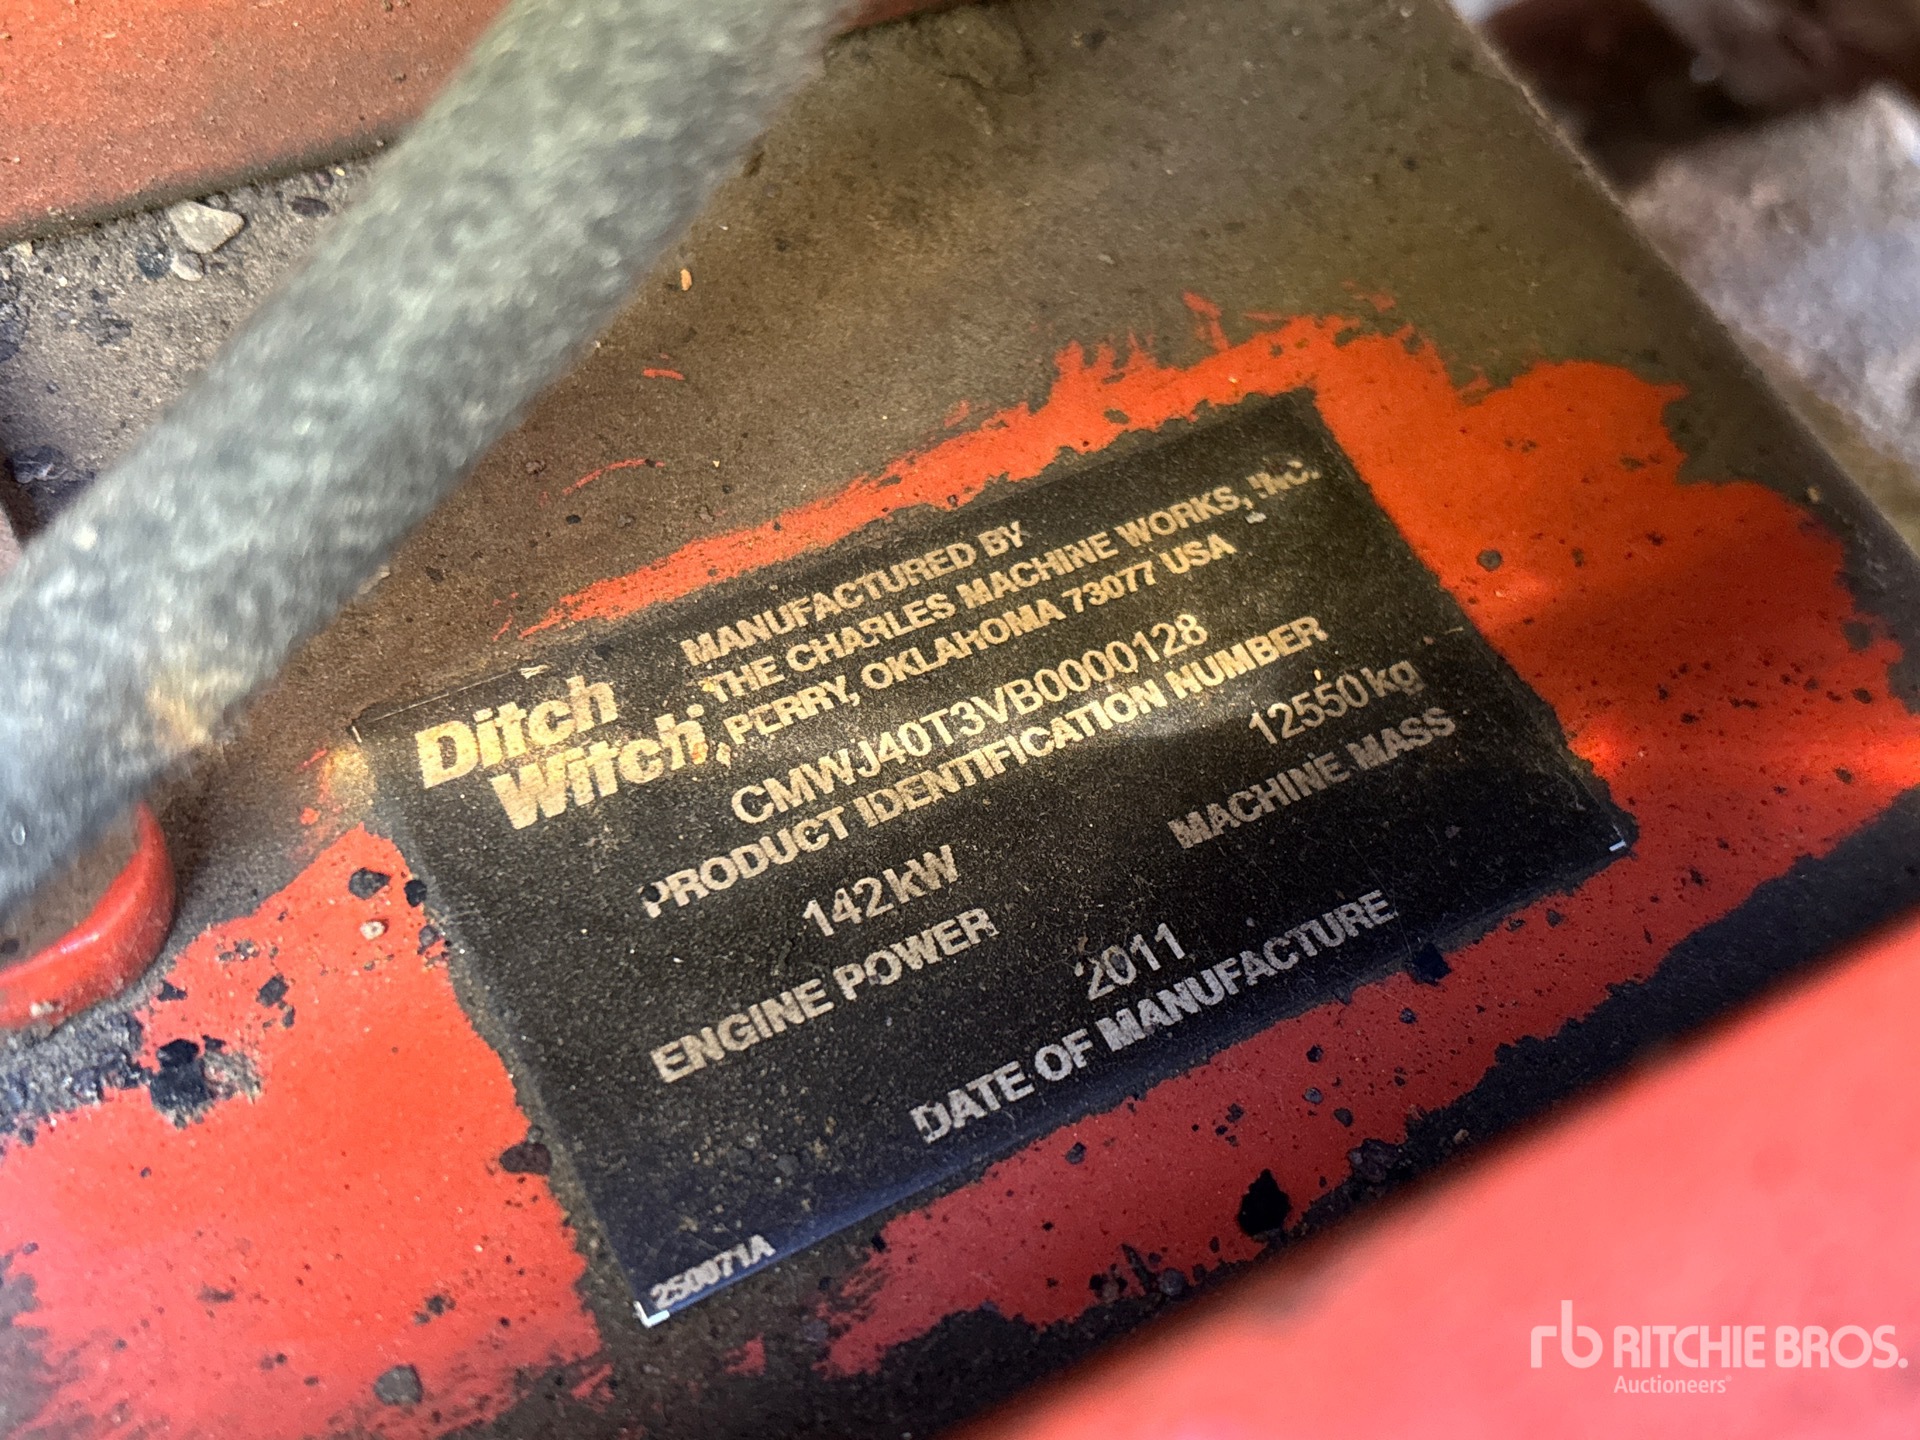 MANUFACTURED BY
THE CHARLES MACHINE WORKS, INC.
PERRY, OKLAHOMA 73077 USA
Ditch
Witch
CMWJ40T3VB0000128
PRODUCT IDENTIFICATION NUMBER
142kW
ENGINE POWER
12550kg
MACHINE MASS
2011
DATE OF MANUFACTURE
250071A
rb RITCHIE BROS.
Auctioneers